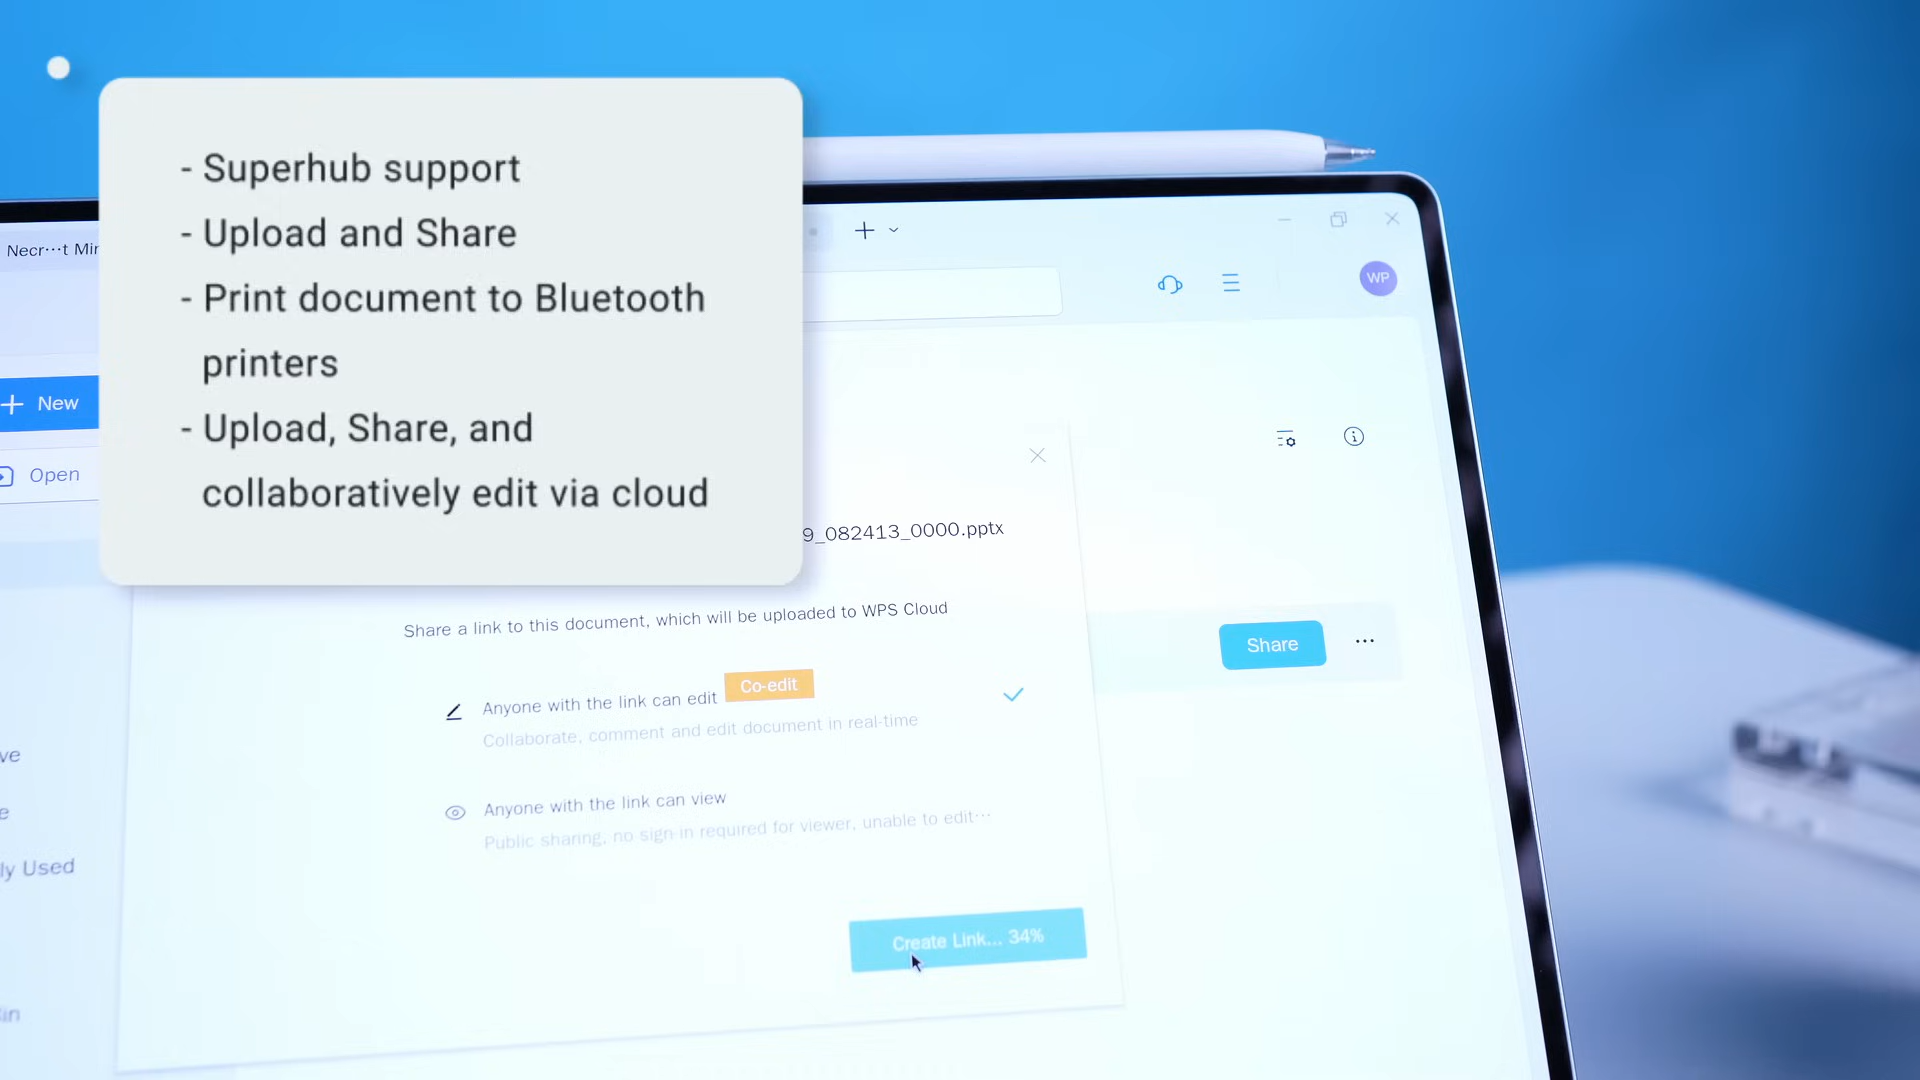 - Superhub support
- Upload and Share
- Print document to Bluetooth
printers
- Upload, Share, and
collaboratively edit via cloud
Necr···t Min
WP
New
Open
9_082413_0000.pptx
Share a link to this document, which will be uploaded to WPS Cloud
Share ···
Anyone with the link can edit Co-edit
Collaborate, comment and edit document in real-time
ve
Anyone with the link can view
e
Public sharing, no sign-in required for viewer, unable to edit···
ly Used
Create Link... 34%
in